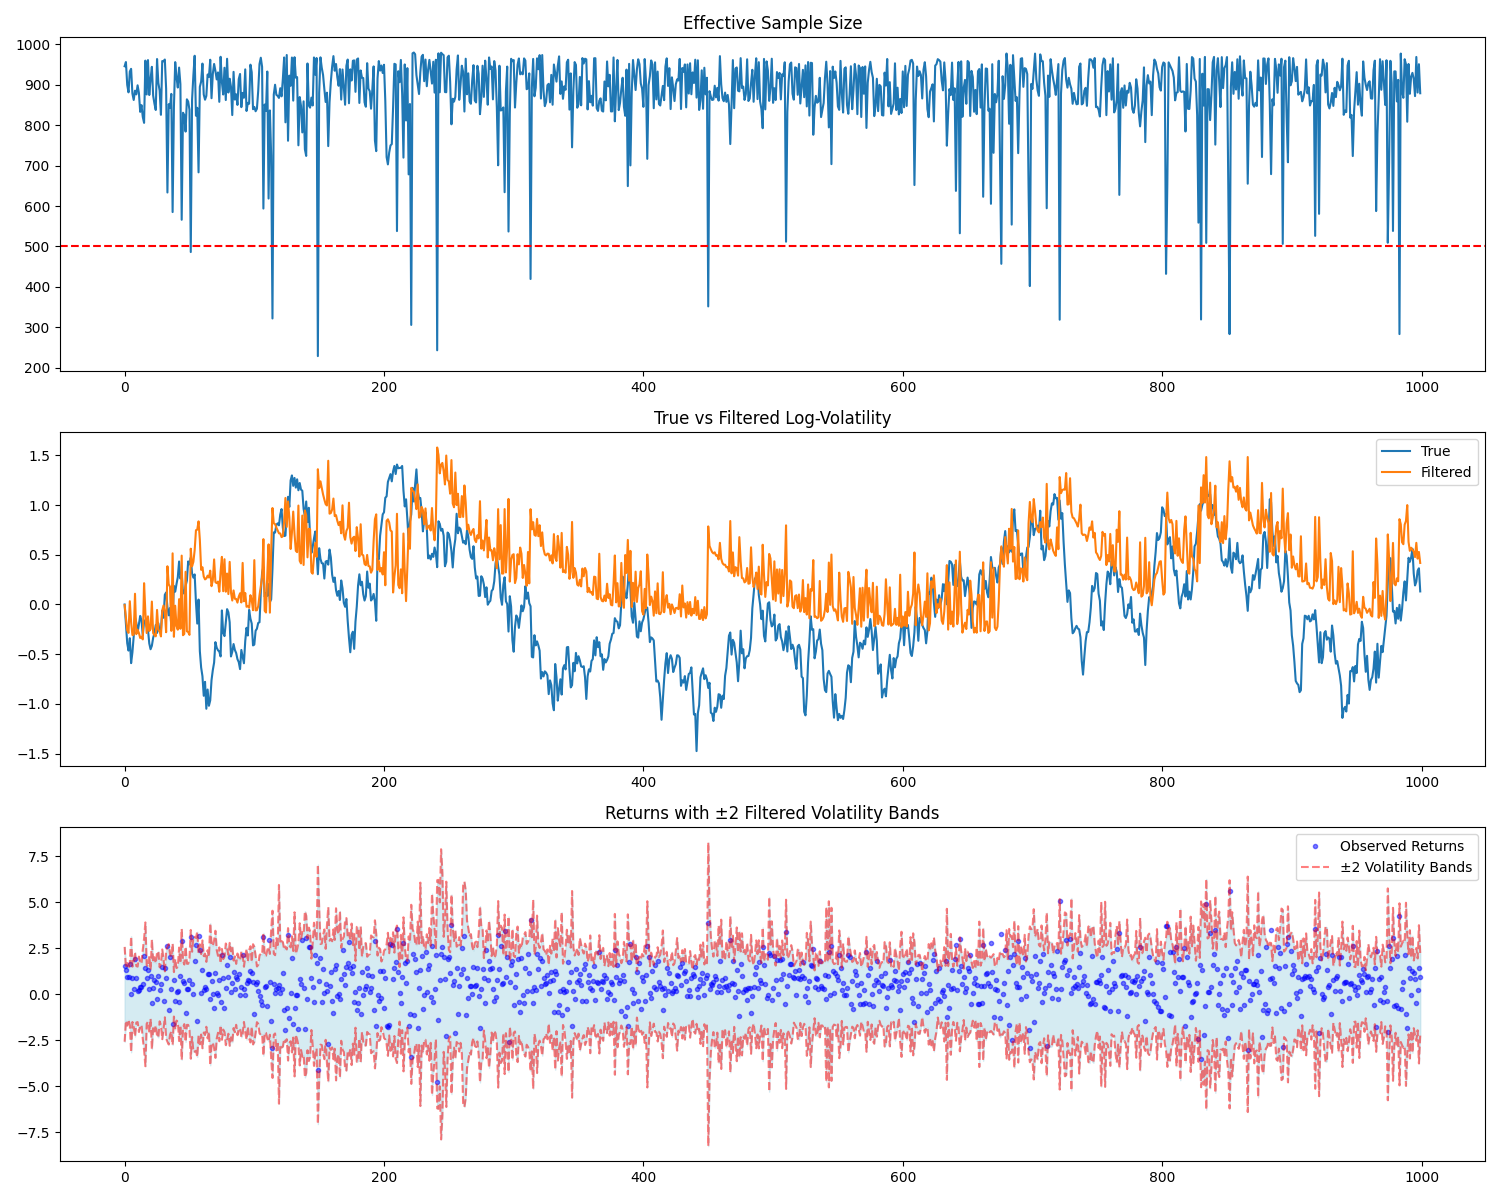 Effective Sample Size
1000
900
800
700
600
500
400
300
200
0 200 400 600 800 1000
True vs Filtered Log-Volatility
1.5
1.0
0.5
0.0
−0.5
−1.0
−1.5
True
Filtered
0 200 400 600 800 1000
Returns with ±2 Filtered Volatility Bands
7.5
5.0
2.5
0.0
−2.5
−5.0
−7.5
Observed Returns
±2 Volatility Bands
0 200 400 600 800 1000